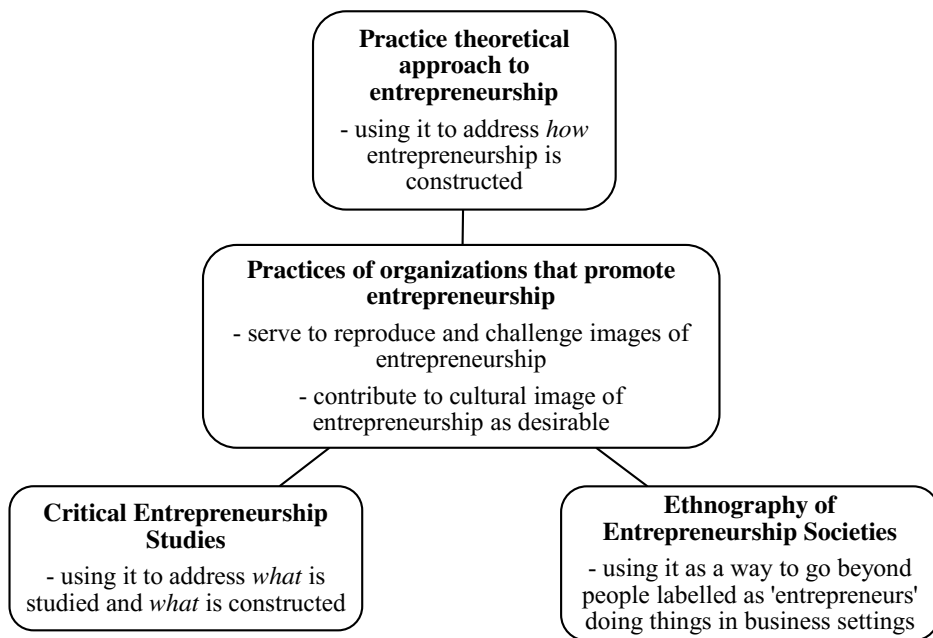 Practice theoretical
approach to
entrepreneurship
- using it to address how
entrepreneurship is
constructed
Practices of organizations that promote
entrepreneurship
- serve to reproduce and challenge images of
entrepreneurship
- contribute to cultural image of
entrepreneurship as desirable
Critical Entrepreneurship
Studies
- using it to address what is
studied and what is constructed
Ethnography of
Entrepreneurship Societies
- using it as a way to go beyond
people labelled as 'entrepreneurs'
doing things in business settings